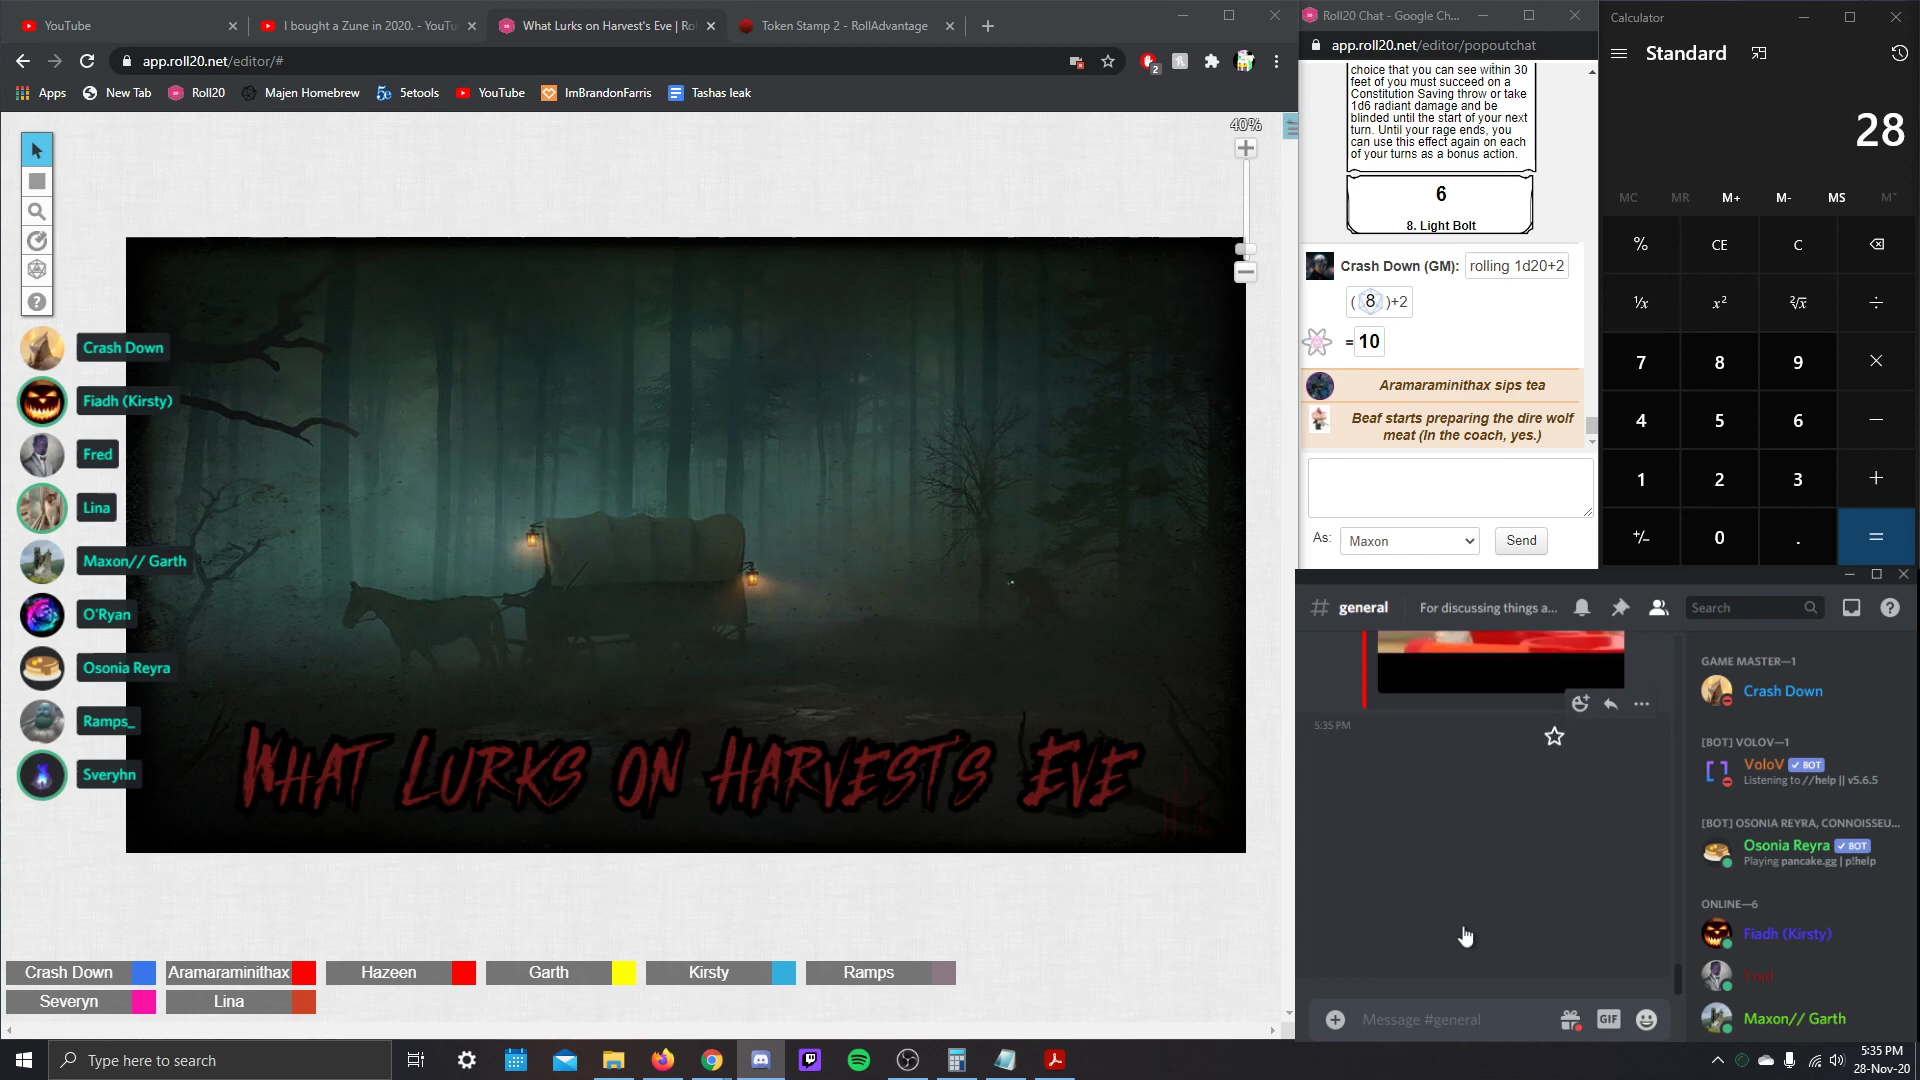 YouTube
I bought a Zune in 2020. - YouTu
What Lurks on Harvest's Eve | Ro
Token Stamp 2 - RollAdvantage
app.roll20.net/editor/#
2
Apps
New Tab
Roll20
Majen Homebrew
5etools
YouTube
ImBrandonFarris
Tashas leak
40%
Crash Down
Fiadh (Kirsty)
Fred
Lina
Maxon// Garth
O'Ryan
Osonia Reyra
Ramps_
Sveryhn
What Lurks on Harvest's Eve
Crash Down
Aramaraminithax
Hazeen
Garth
Kirsty
Ramps
Severyn
Lina
Roll20 Chat - Google Ch...
app.roll20.net/editor/popoutchat
choice that you can see within 30
feet of you must succeed on a
Constitution Saving throw or take
1d6 radiant damage and be
blinded until the start of your next
turn. Until your rage ends, you
can use this effect again on each
of your turns as a bonus action.
6
8. Light Bolt
Crash Down (GM): rolling 1d20+2
(8)+2
=10
Aramaraminithax sips tea
Beaf starts preparing the dire wolf
meat (In the coach, yes.)
As: Maxon
Send
Calculator
Standard
28
MC MR M+ M- MS M˅
% CE C
¹/x x² ²√x ÷
7 8 9 ×
4 5 6 −
1 2 3 +
+/- 0 . =
# general
For discussing things a...
Search
5:35 PM
GAME MASTER—1
Crash Down
[BOT] VOLOV—1
VoloV ✓ BOT
Listening to //help || v5.6.5
[BOT] OSONIA REYRA, CONNOISSEU...
Osonia Reyra ✓ BOT
Playing pancake.gg | p!help
ONLINE—6
Fiadh (Kirsty)
Fred
Maxon// Garth
Message #general
GIF
Type here to search
5:35 PM
28-Nov-20